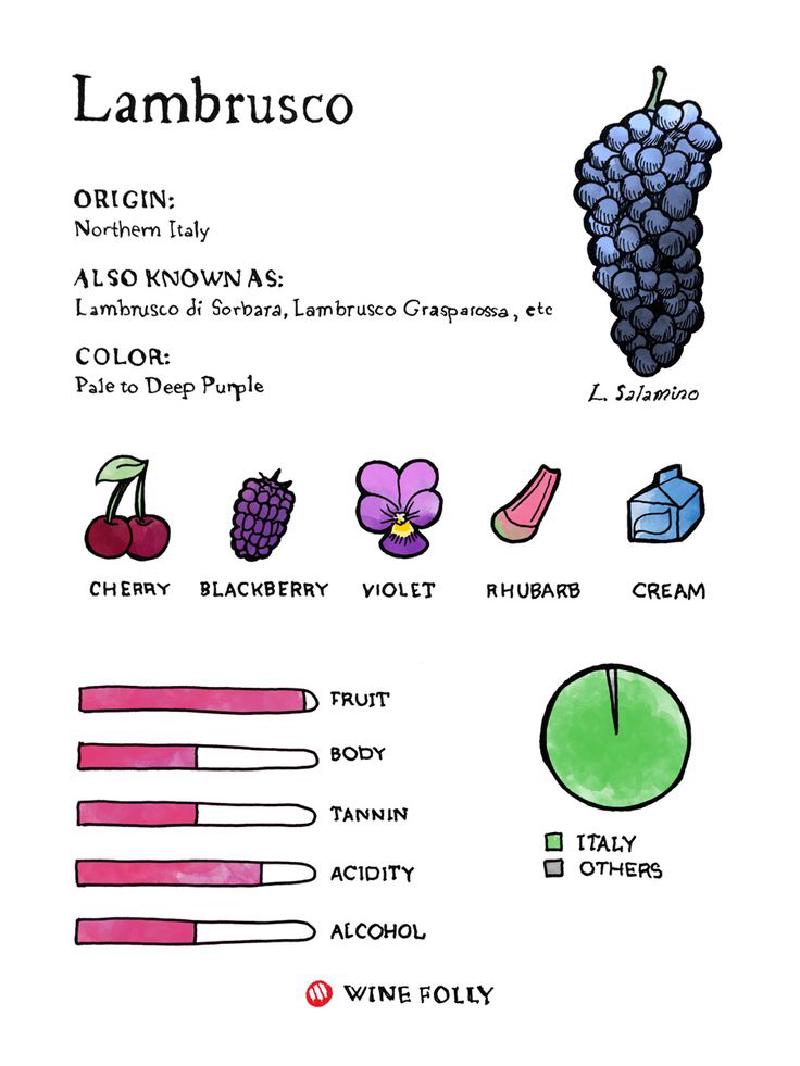 Lambrusco
ORIGIN:
Northern Italy
ALSO KNOWN AS:
Lambrusco di Sorbara, Lambrusco Grasparossa, etc
COLOR:
Pale to Deep Purple
L. Salamino
CHERRY BLACKBERRY VIOLET RHUBARB CREAM
FRUIT
BODY
TANNIN
ACIDITY
ALCOHOL
ITALY
OTHERS
WINE FOLLY